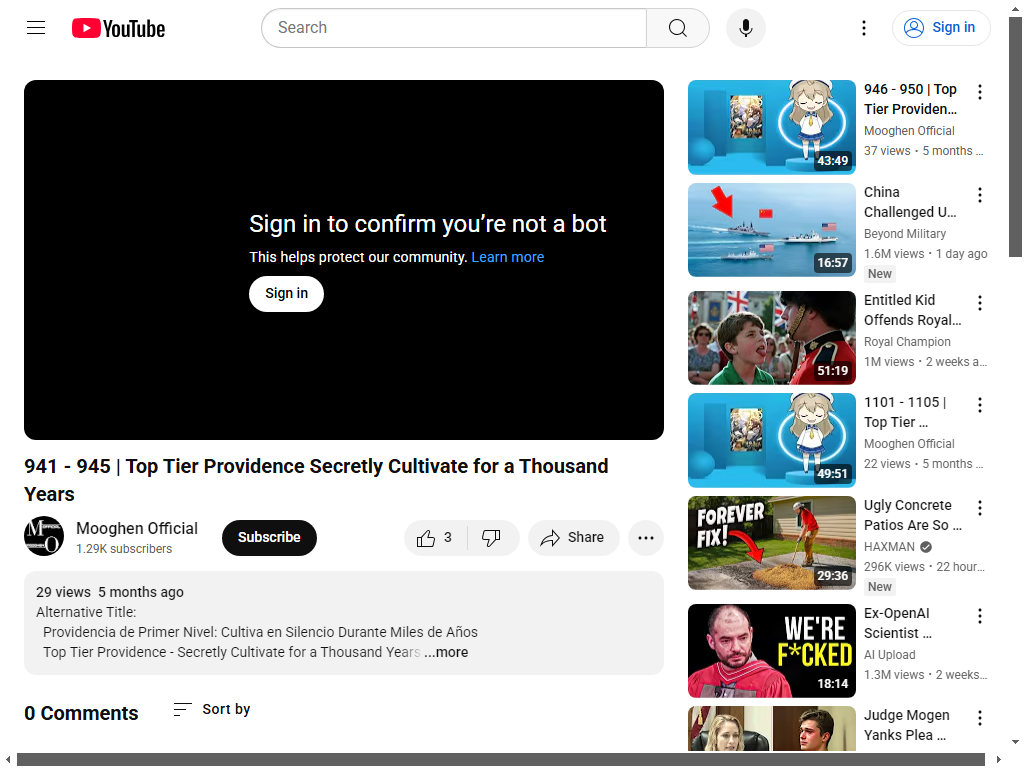 YouTube
Search
Sign in
Sign in to confirm you’re not a bot
This helps protect our community. Learn more
Sign in
941 - 945 | Top Tier Providence Secretly Cultivate for a Thousand
Years
Mooghen Official
1.29K subscribers
Subscribe
3
Share
29 views 5 months ago
Alternative Title:
Providencia de Primer Nivel: Cultiva en Silencio Durante Miles de Años
Top Tier Providence - Secretly Cultivate for a Thousand Years ...more
0 Comments
Sort by
43:49
946 - 950 | Top
Tier Providen...
Mooghen Official
37 views • 5 months ...
16:57
China
Challenged U...
Beyond Military
1.6M views • 1 day ago
New
51:19
Entitled Kid
Offends Royal...
Royal Champion
1M views • 2 weeks a...
49:51
1101 - 1105 |
Top Tier ...
Mooghen Official
22 views • 5 months ...
FOREVER
FIX!
29:36
Ugly Concrete
Patios Are So ...
HAXMAN
296K views • 22 hour...
New
WE'RE
F*CKED
18:14
Ex-OpenAI
Scientist ...
AI Upload
1.3M views • 2 weeks...
Judge Mogen
Yanks Plea ...